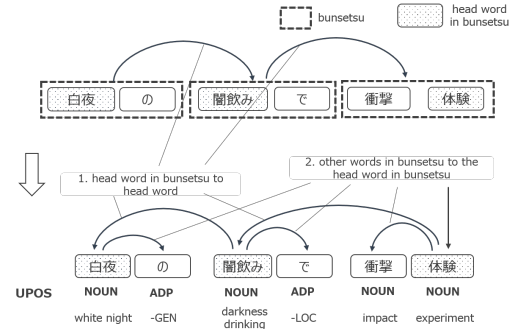 bunsetsu
head word
in bunsetsu
白夜 の 闇飲み で 衝撃 体験
2. other words in bunsetsu to the
head word in bunsetsu
1. head word in bunsetsu to
head word
白夜 の 闇飲み で 衝撃 体験
UPOS NOUN ADP NOUN ADP NOUN NOUN
white night -GEN darkness drinking -LOC impact experiment